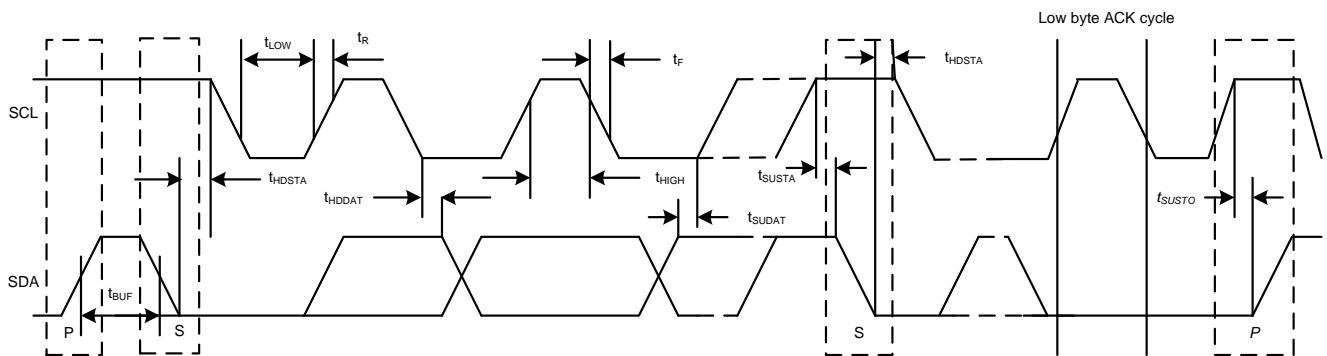 Low byte ACK cycle
tLOW
tR
tF
tHDSTA
SCL
tHDSTA
tHDDAT
tHIGH
tSUSTA
tSUDAT
tSUSTO
SDA
tBUF
P
S
S
P